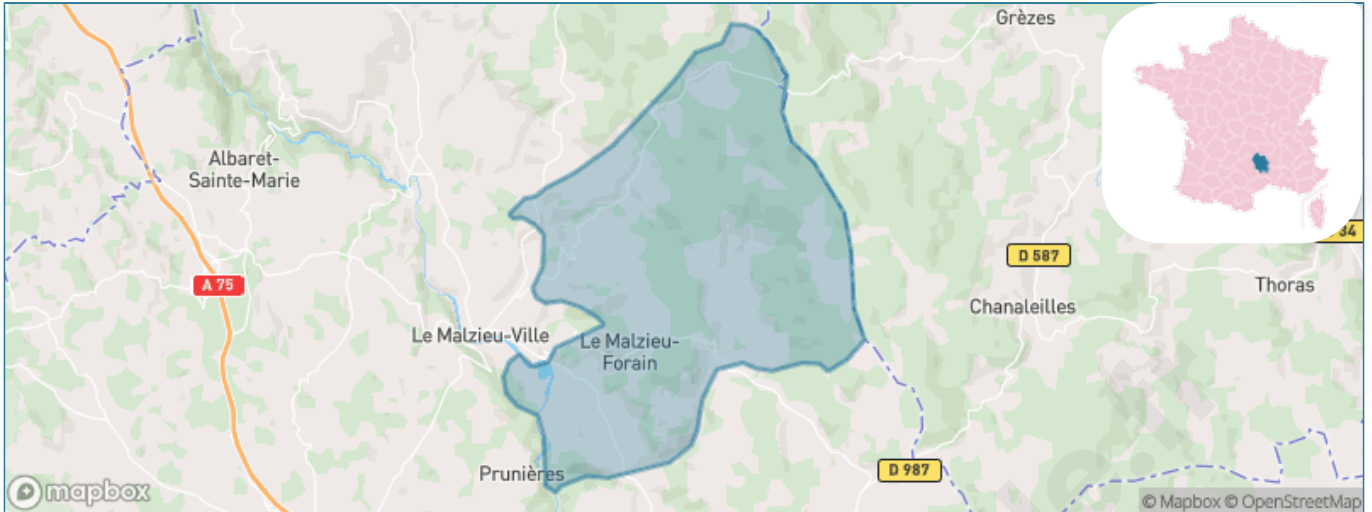 Grèzes
Albaret-
Sainte-Marie
34
D 587
A 75
Thoras
Chanaleilles
Le Malzieu-Ville
Le Malzieu-
Forain
Prunières
D 987
mapbox
© Mapbox © OpenStreetMap